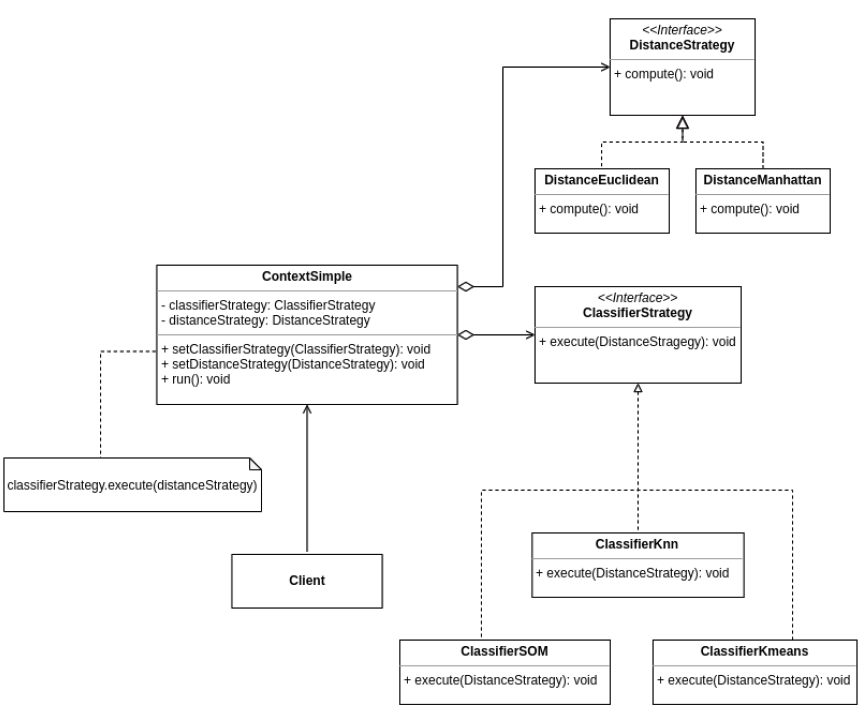 <<Interface>>
DistanceStrategy
+ compute(): void
DistanceEuclidean
+ compute(): void
DistanceManhattan
+ compute(): void
ContextSimple
- classifierStrategy: ClassifierStrategy
- distanceStrategy: DistanceStrategy
+ setClassifierStrategy(ClassifierStrategy): void
+ setDistanceStrategy(DistanceStrategy): void
+ run(): void
<<Interface>>
ClassifierStrategy
+ execute(DistanceStragegy): void
classifierStrategy.execute(distanceStrategy)
Client
ClassifierKnn
+ execute(DistanceStrategy): void
ClassifierSOM
+ execute(DistanceStrategy): void
ClassifierKmeans
+ execute(DistanceStrategy): void